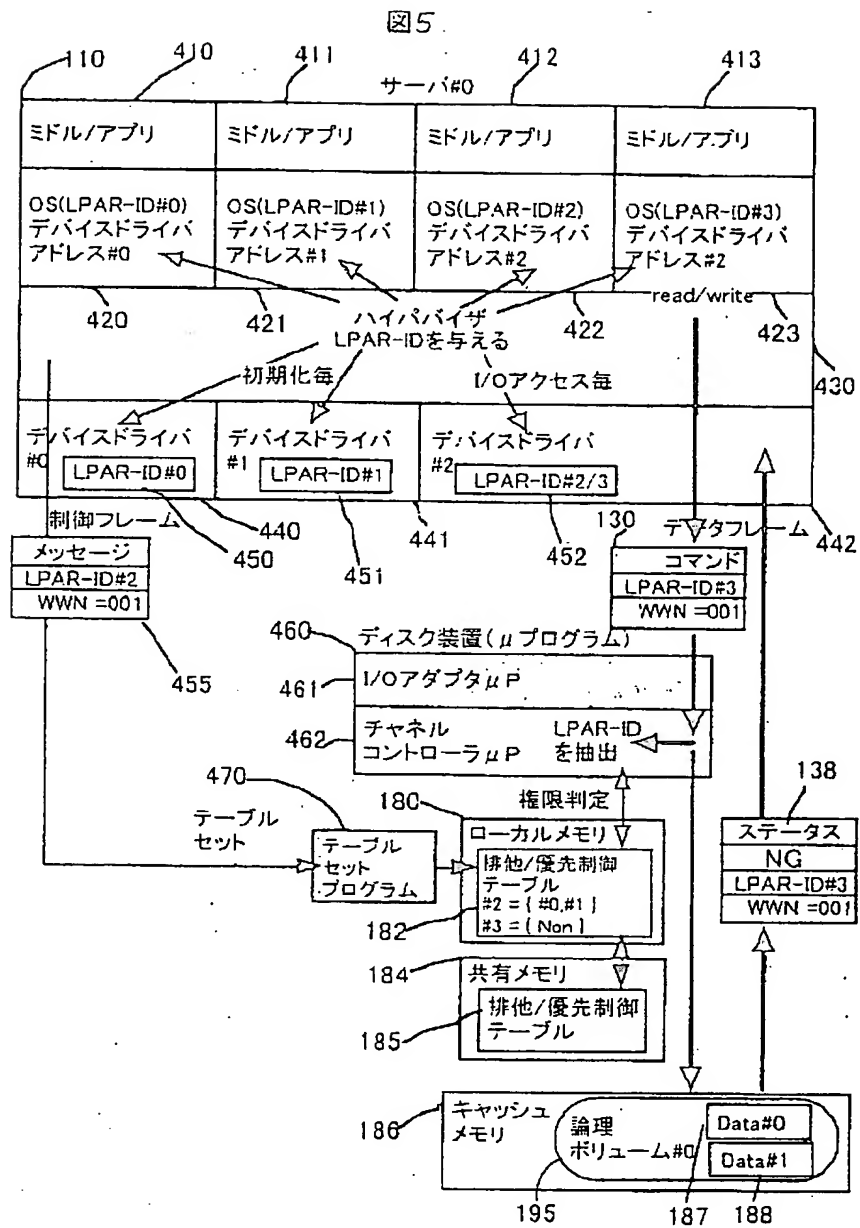 図5
110
410
411
412
413
サーバ#0
ミドル/アプリ
ミドル/アプリ
ミドル/アプリ
ミドル/アプリ
OS(LPAR-ID#0)
デバイスドライバ
アドレス#0
OS(LPAR-ID#1)
デバイスドライバ
アドレス#1
OS(LPAR-ID#2)
デバイスドライバ
アドレス#2
OS(LPAR-ID#3)
デバイスドライバ
アドレス#2
420
421
422
read/write
423
ハイパバイザ
LPAR-IDを与える
430
初期化毎
I/Oアクセス毎
デバイスドライバ
#0
LPAR-ID#0
デバイスドライバ
#1
LPAR-ID#1
デバイスドライバ
#2
LPAR-ID#2/3
制御フレーム
440
450
451
441
452
130
データフレーム
442
メッセージ
LPAR-ID#2
WWN=001
455
コマンド
LPAR-ID#3
WWN=001
460
ディスク装置(μプログラム)
461
I/OアダプタμP
462
チャネル
コントローラμP
LPAR-ID
を抽出
470
180
権限判定
138
テーブル
セット
テーブル
セット
プログラム
ローカルメモリ
排他/優先制御
テーブル
#2 = { #0,#1 }
#3 = { Non }
182
ステータス
NG
LPAR-ID#3
WWN=001
184
共有メモリ
排他/優先制御
テーブル
185
186
キャッシュ
メモリ
論理
ボリューム#0
Data#0
Data#1
195
187
188